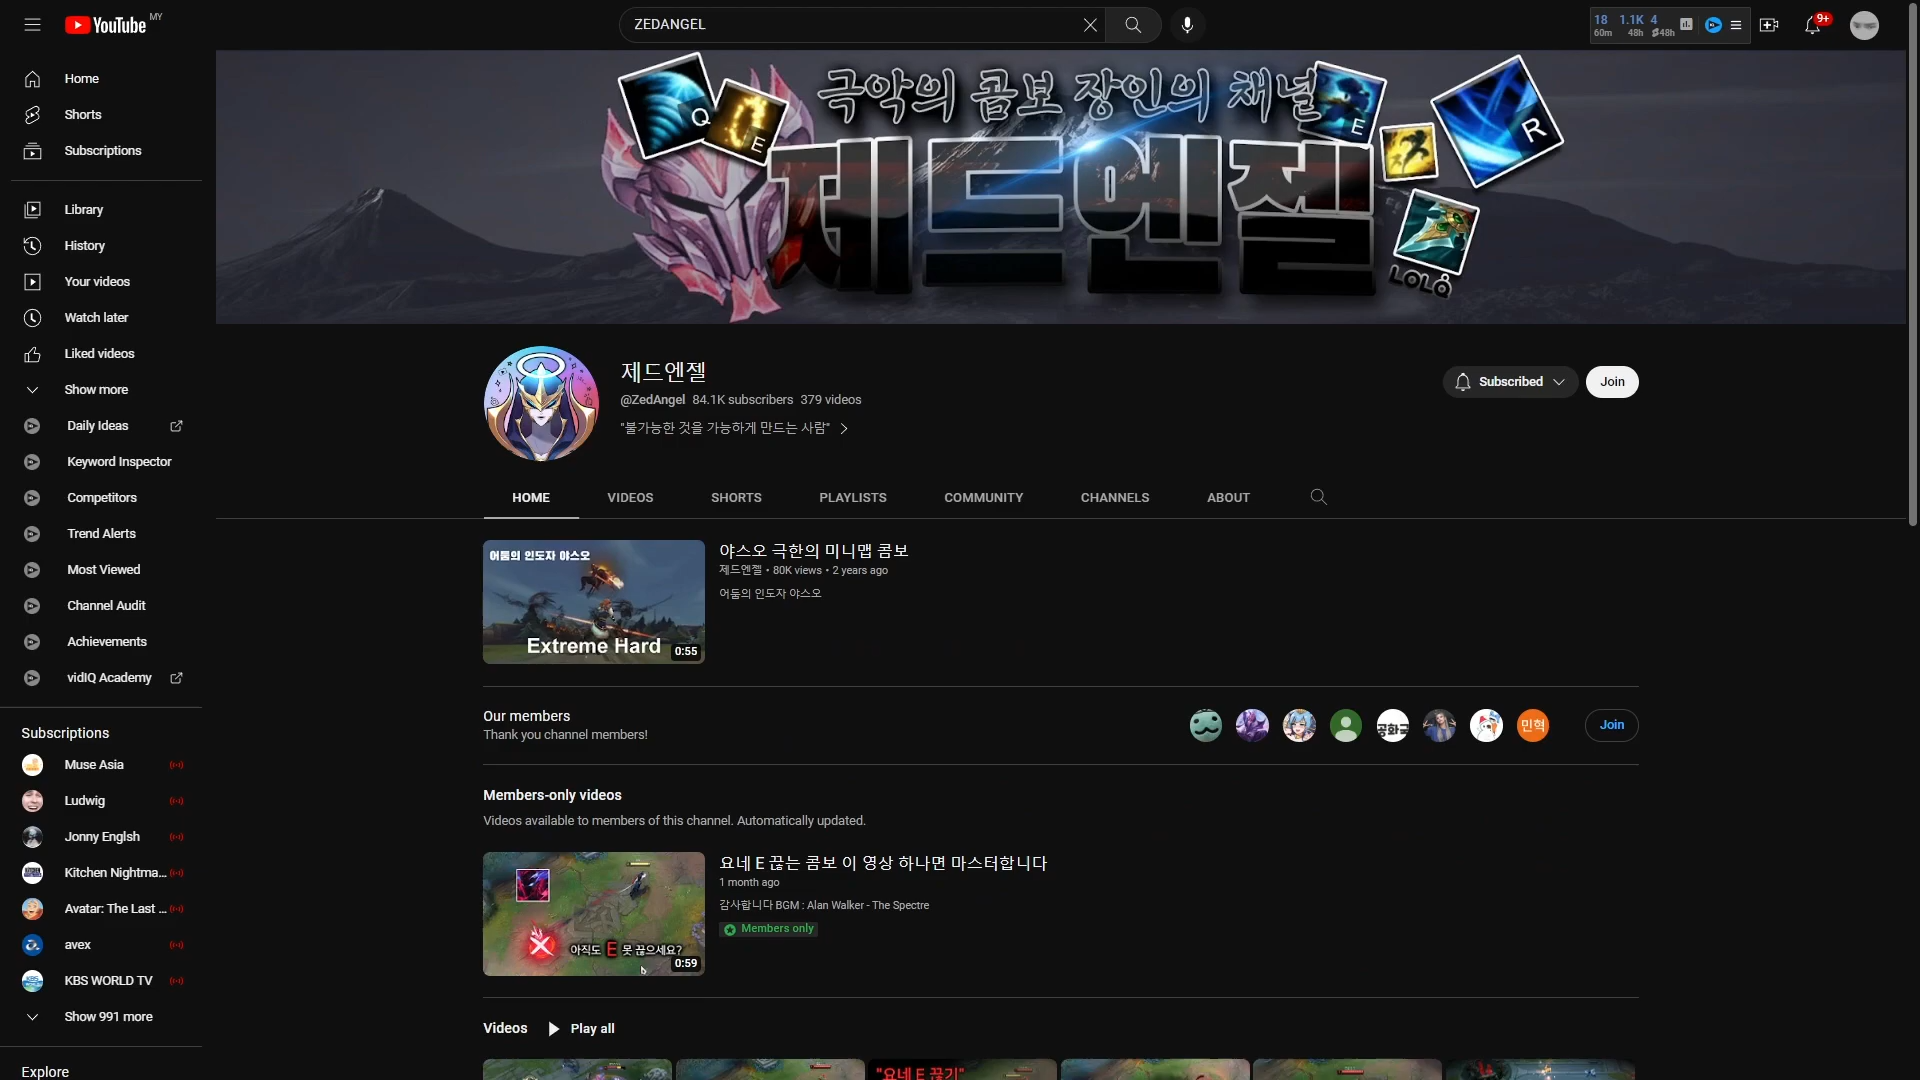 YouTube MY
ZEDANGEL
18 1.1K 4
60m 48h 48h
9+
Home
Shorts
Subscriptions
Library
History
Your videos
Watch later
Liked videos
Show more
Daily Ideas
Keyword Inspector
Competitors
Trend Alerts
Most Viewed
Channel Audit
Achievements
vidIQ Academy
Subscriptions
Muse Asia
Ludwig
Jonny Englsh
Kitchen Nightma...
Avatar: The Last ...
avex
KBS WORLD TV
Show 991 more
Explore
극악의 콤보 장인의 채널
제드엔젤
Q
E
E
R
LOLO
제드엔젤
@ZedAngel 84.1K subscribers 379 videos
"불가능한 것을 가능하게 만드는 사람"
Subscribed
Join
HOME
VIDEOS
SHORTS
PLAYLISTS
COMMUNITY
CHANNELS
ABOUT
어둠의 인도자 야스오
Extreme Hard
0:55
야스오 극한의 미니맵 콤보
제드엔젤 • 80K views • 2 years ago
어둠의 인도자 야스오
Our members
Thank you channel members!
공화국
민혁
Join
Members-only videos
Videos available to members of this channel. Automatically updated.
아직도 E 못 끊으세요?
0:59
요네 E 끊는 콤보 이 영상 하나면 마스터합니다
1 month ago
감사합니다 BGM : Alan Walker - The Spectre
Members only
Videos
Play all
"요네 E 끊기"